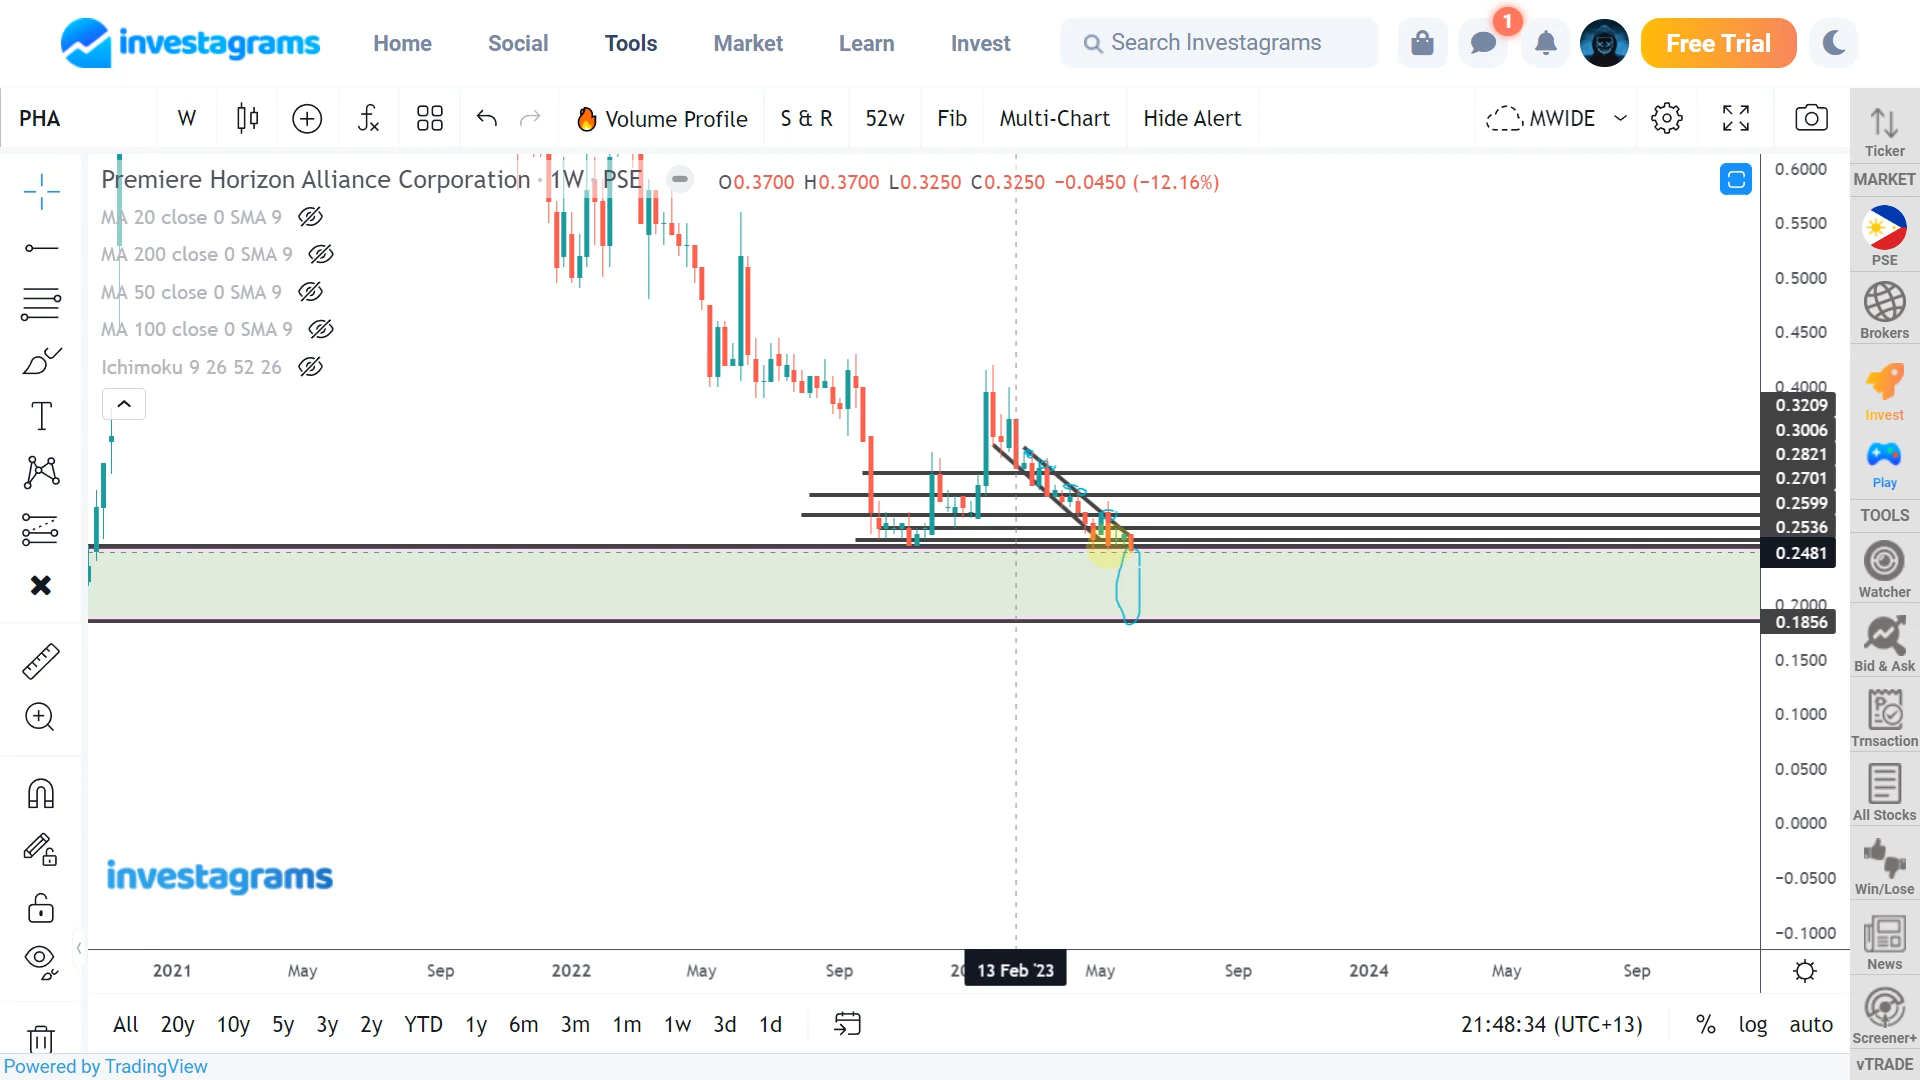 investagrams Home Social Tools Market Learn Invest Search Investagrams 1 Free Trial
PHA W Volume Profile S & R 52w Fib Multi-Chart Hide Alert MWIDE
Premiere Horizon Alliance Corporation · 1W · PSE O0.3700 H0.3700 L0.3250 C0.3250 −0.0450 (−12.16%)
MA 20 close 0 SMA 9
MA 200 close 0 SMA 9
MA 50 close 0 SMA 9
MA 100 close 0 SMA 9
Ichimoku 9 26 52 26
T
0.6000
0.5500
0.5000
0.4500
0.4000
0.3209
0.3006
0.2821
0.2701
0.2599
0.2536
0.2481
0.2000
0.1856
0.1500
0.1000
0.0500
0.0000
−0.0500
−0.1000
investagrams
2021 May Sep 2022 May Sep 20 13 Feb '23 May Sep 2024 May Sep
All 20y 10y 5y 3y 2y YTD 1y 6m 3m 1m 1w 3d 1d 21:48:34 (UTC+13) % log auto
Powered by TradingView
Ticker
MARKET
PSE
Brokers
Invest
Play
TOOLS
Watcher
Bid & Ask
Trnsaction
All Stocks
Win/Lose
News
Screener+
vTRADE